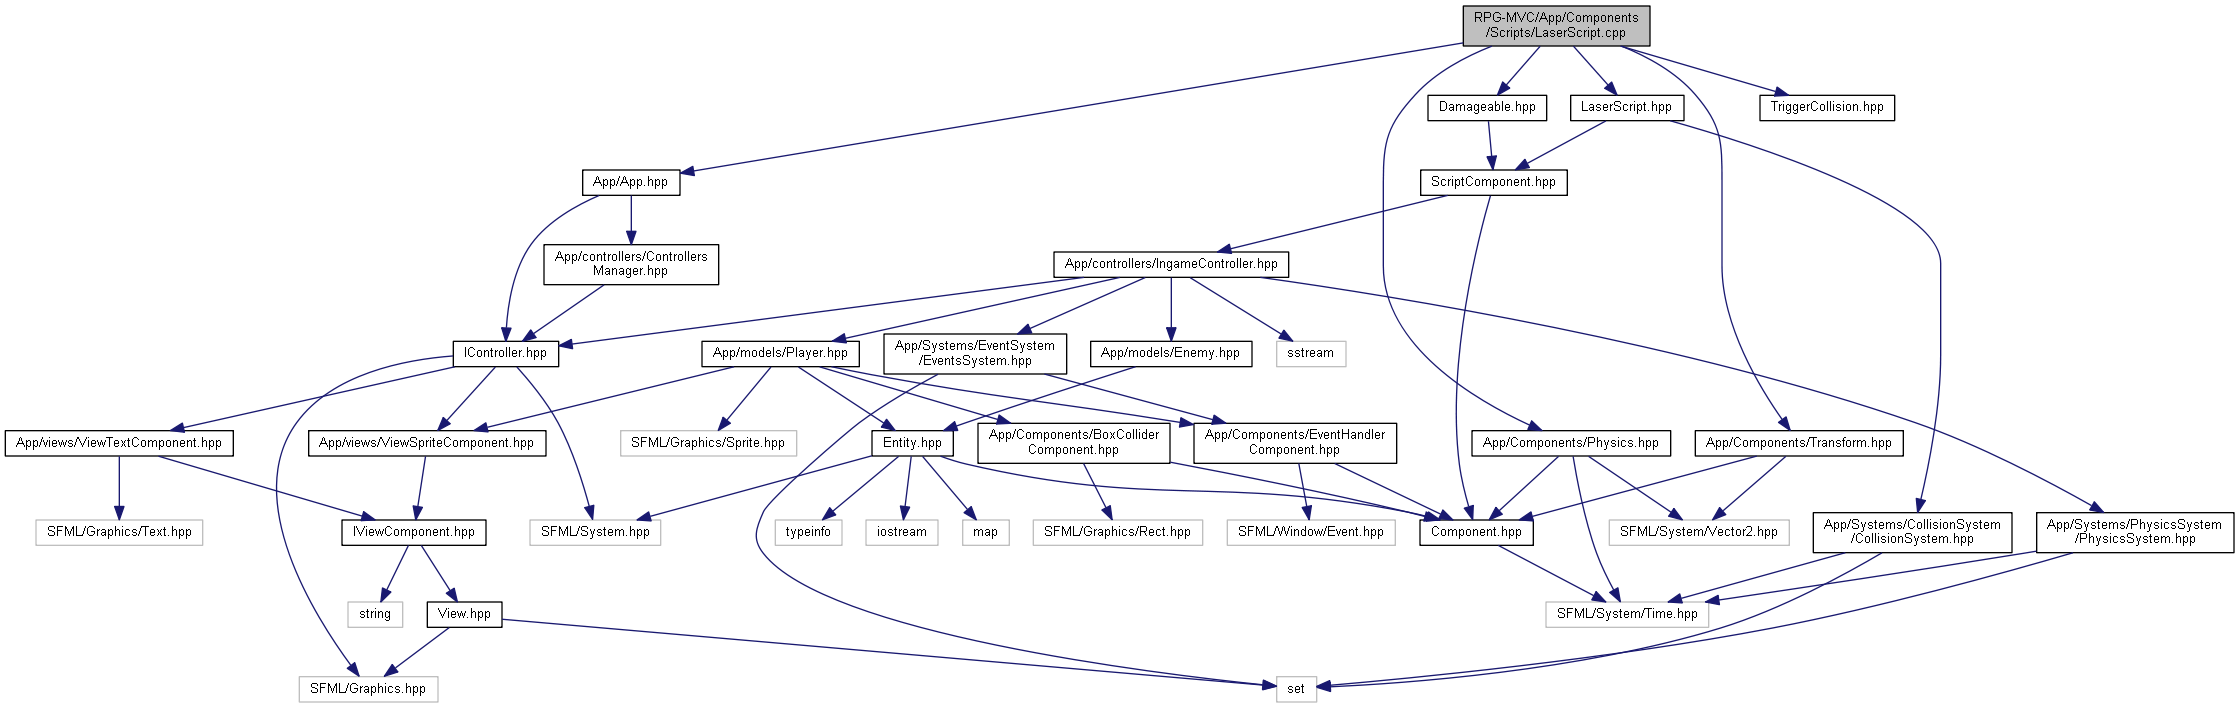 RPG-MVC/App/Components
/Scripts/LaserScript.cpp
Damageable.hpp
LaserScript.hpp
TriggerCollision.hpp
App/App.hpp
ScriptComponent.hpp
App/controllers/Controllers
Manager.hpp
App/controllers/IngameController.hpp
IController.hpp
App/models/Player.hpp
App/Systems/EventSystem
/EventsSystem.hpp
App/models/Enemy.hpp
sstream
App/views/ViewTextComponent.hpp
App/views/ViewSpriteComponent.hpp
SFML/Graphics/Sprite.hpp
Entity.hpp
App/Components/BoxCollider
Component.hpp
App/Components/EventHandler
Component.hpp
App/Components/Physics.hpp
App/Components/Transform.hpp
SFML/Graphics/Text.hpp
IViewComponent.hpp
SFML/System.hpp
typeinfo
iostream
map
SFML/Graphics/Rect.hpp
SFML/Window/Event.hpp
Component.hpp
SFML/System/Vector2.hpp
App/Systems/CollisionSystem
/CollisionSystem.hpp
App/Systems/PhysicsSystem
/PhysicsSystem.hpp
string
View.hpp
SFML/System/Time.hpp
SFML/Graphics.hpp
set